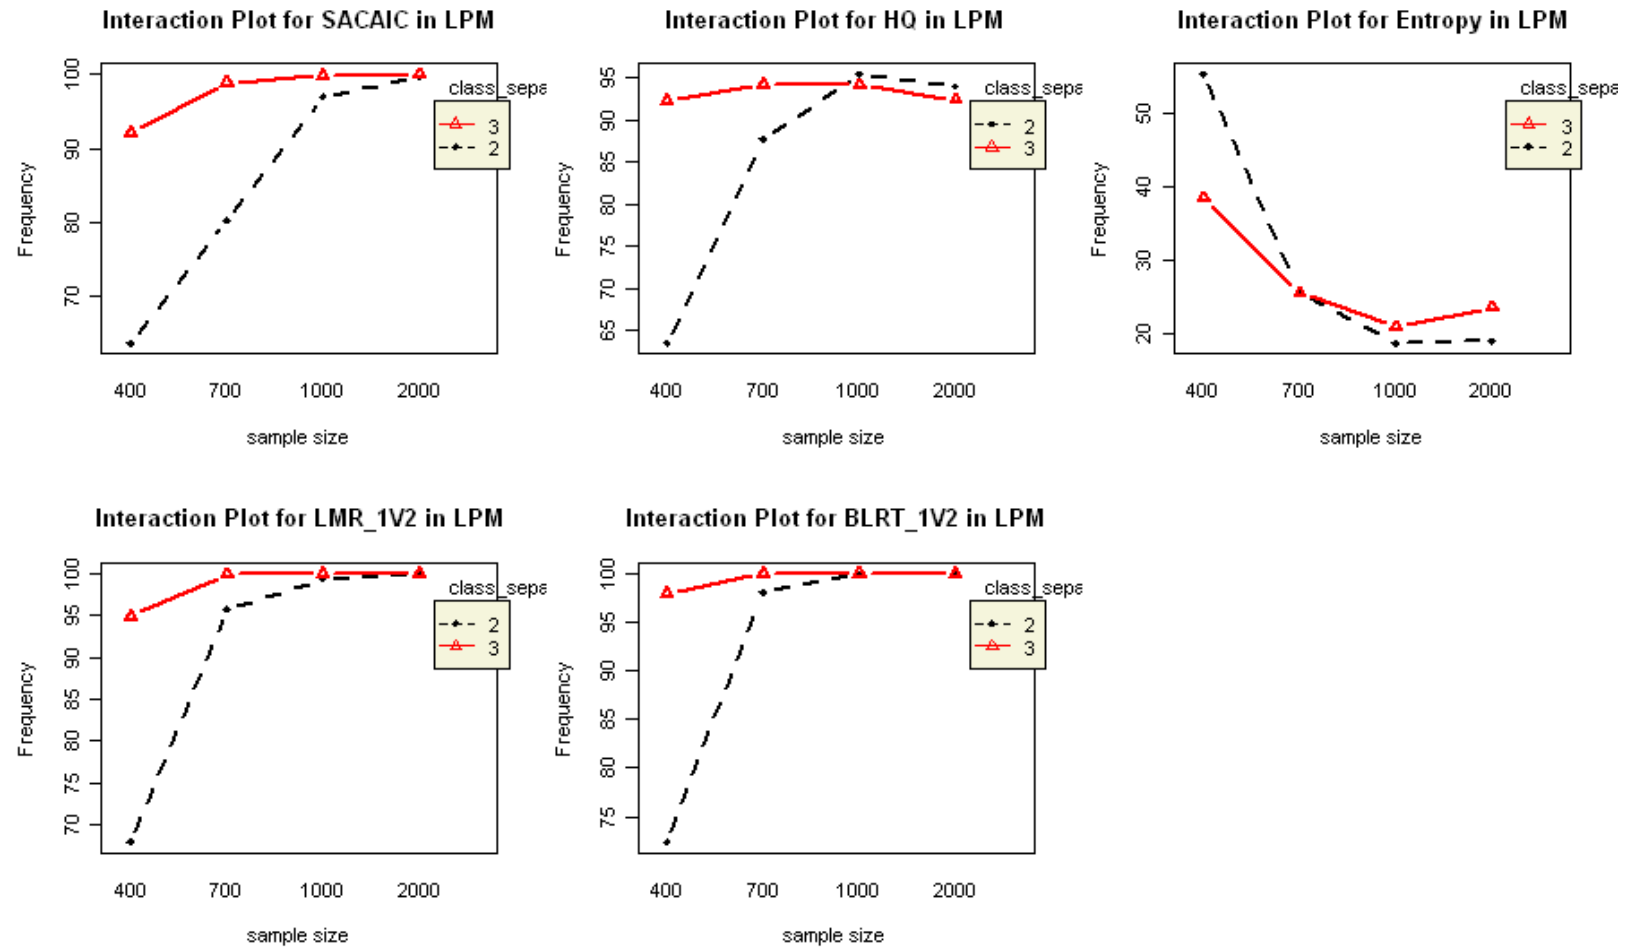 Interaction Plot for SACAIC in LPM
Frequency
100
90
80
70
class_sepa
3
2
400 700 1000 2000
sample size
Interaction Plot for HQ in LPM
Frequency
95
90
85
80
75
70
65
class_sepa
2
3
400 700 1000 2000
sample size
Interaction Plot for Entropy in LPM
Frequency
50
40
30
20
class_sepa
3
2
400 700 1000 2000
sample size
Interaction Plot for LMR_1V2 in LPM
Frequency
100
95
90
85
80
75
70
class_sepa
2
3
400 700 1000 2000
sample size
Interaction Plot for BLRT_1V2 in LPM
Frequency
100
95
90
85
80
75
class_sepa
2
3
400 700 1000 2000
sample size